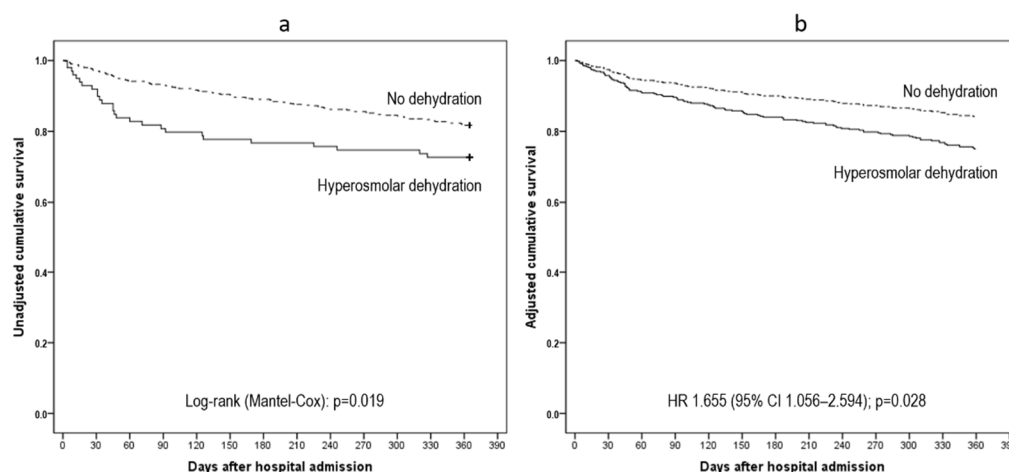 a
Unadjusted cumulative survival
1.0
0.8
0.6
0.4
0.2
0.0
No dehydration
Hyperosmolar dehydration
Log-rank (Mantel-Cox): p=0.019
0 30 60 90 120 150 180 210 240 270 300 330 360 390
Days after hospital admission
b
Adjusted cumulative survival
1.0
0.8
0.6
0.4
0.2
0.0
No dehydration
Hyperosmolar dehydration
HR 1.655 (95% CI 1.056–2.594); p=0.028
0 30 60 90 120 150 180 210 240 270 300 330 360
Days after hospital admission